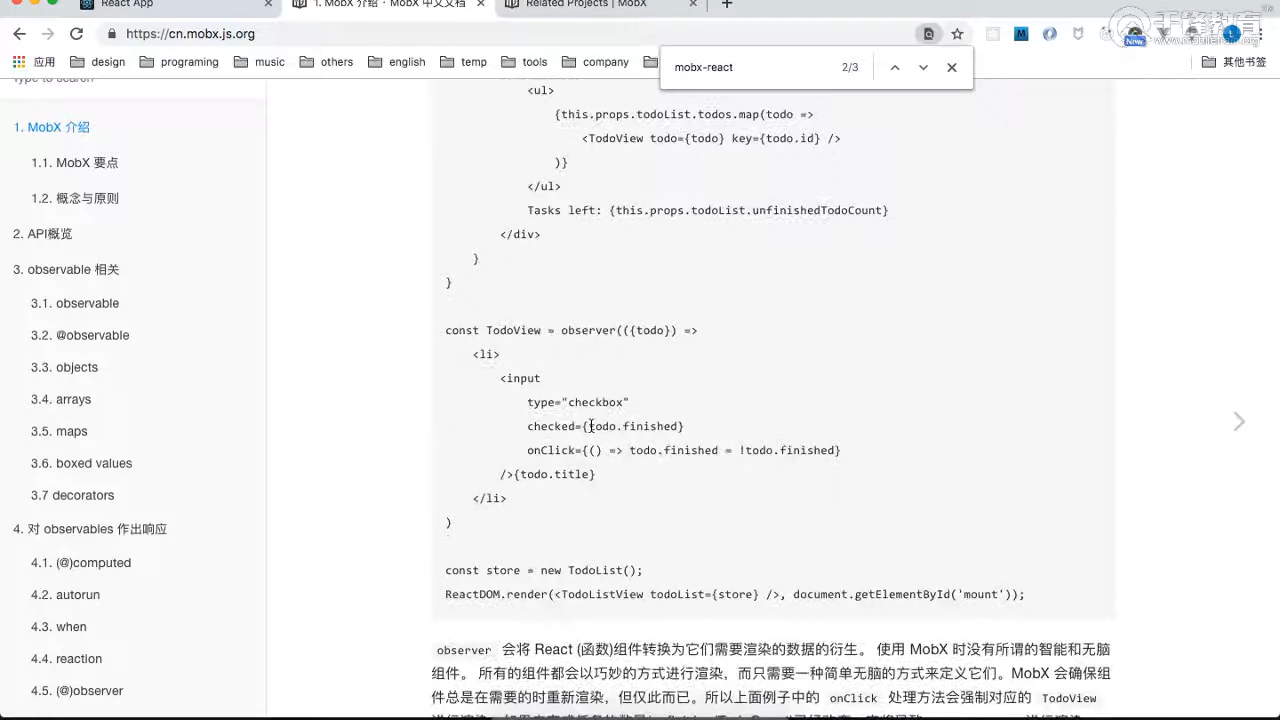 React App
1. MobX 介绍 · MobX 中文文档
Related Projects | MobX
https://cn.mobx.js.org
应用
design
programing
music
others
english
temp
tools
company
其他书签
New
千锋教育
mobx-react
2/3
Type to search
1. MobX 介绍
1.1. MobX 要点
1.2. 概念与原则
2. API概览
3. observable 相关
3.1. observable
3.2. @observable
3.3. objects
3.4. arrays
3.5. maps
3.6. boxed values
3.7 decorators
4. 对 observables 作出响应
4.1. (@)computed
4.2. autorun
4.3. when
4.4. reaction
4.5. (@)observer
<ul>
{this.props.todoList.todos.map(todo =>
<TodoView todo={todo} key={todo.id} />
)}
</ul>
Tasks left: {this.props.todoList.unfinishedTodoCount}
</div>
}
}
const TodoView = observer(({todo}) =>
<li>
<input
type="checkbox"
checked={todo.finished}
onClick={() => todo.finished = !todo.finished}
/>{todo.title}
</li>
)
const store = new TodoList();
ReactDOM.render(<TodoListView todoList={store} />, document.getElementById('mount'));
observer 会将 React (函数)组件转换为它们需要渲染的数据的衍生。 使用 MobX 时没有所谓的智能和无脑
组件。 所有的组件都会以巧妙的方式进行渲染，而只需要一种简单无脑的方式来定义它们。MobX 会确保组
件总是在需要的时重新渲染，但仅此而已。所以上面例子中的 onClick 处理方法会强制对应的 TodoView